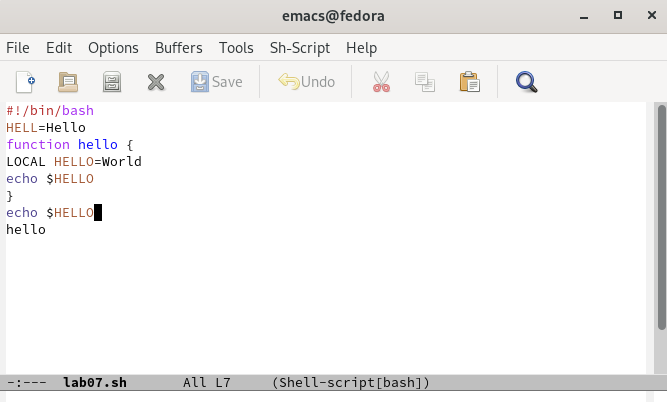 emacs@fedora
File Edit Options Buffers Tools Sh-Script Help
Save Undo
#!/bin/bash
HELL=Hello
function hello {
LOCAL HELLO=World
echo $HELLO
}
echo $HELLO
hello
-:--- lab07.sh All L7 (Shell-script[bash])